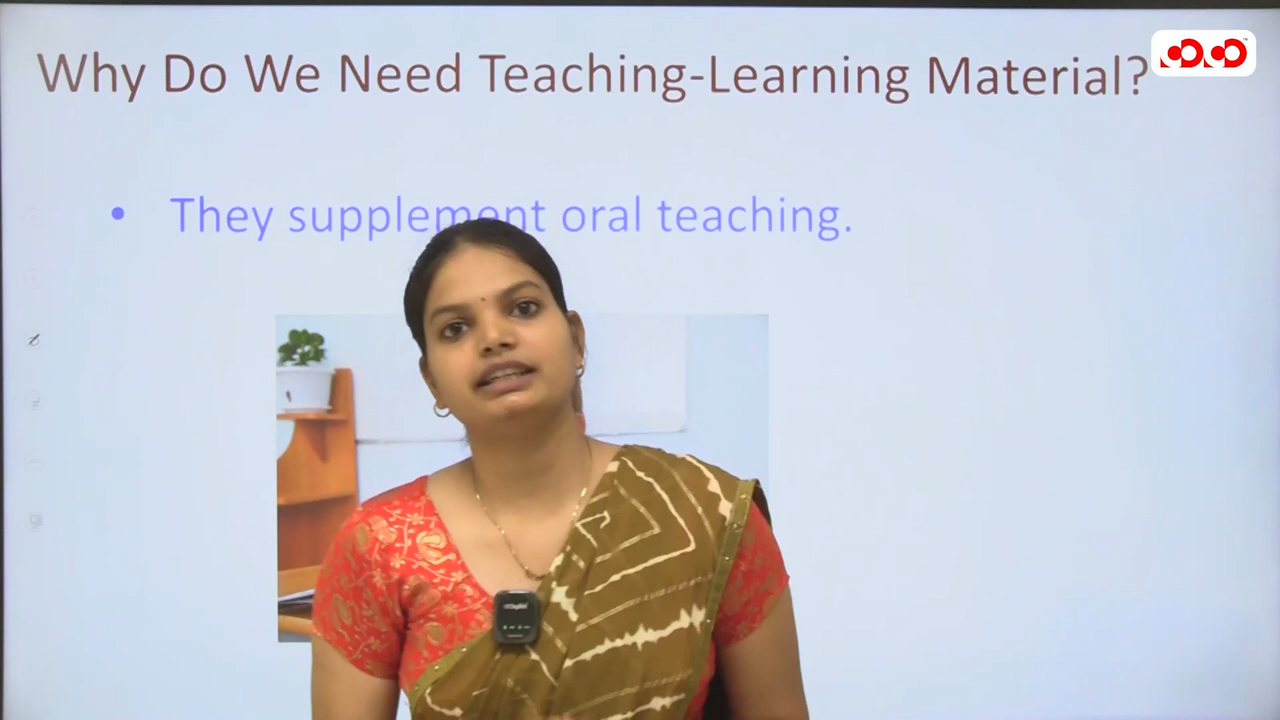 Why Do We Need Teaching-Learning Material?
• They supplement oral teaching.